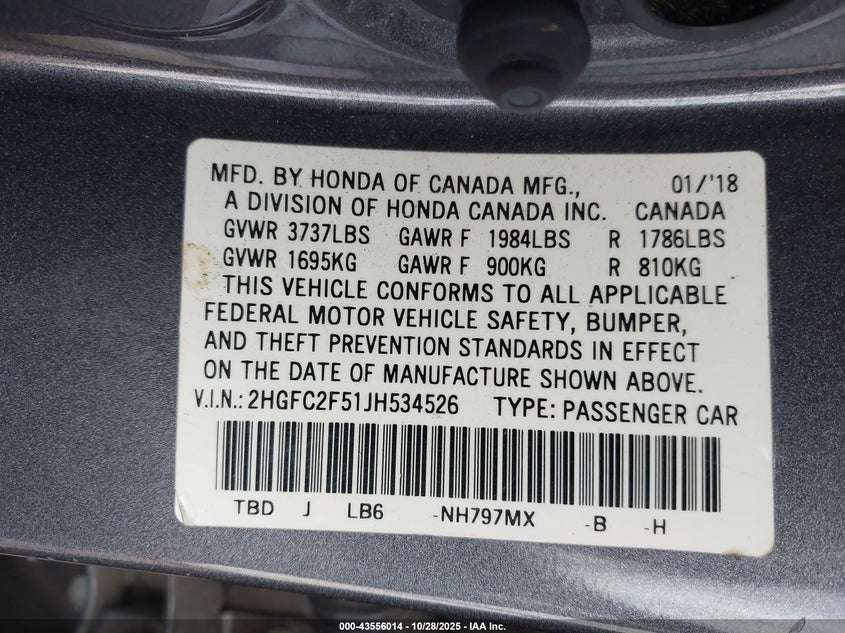 MFD. BY HONDA OF CANADA MFG., 01/'18
A DIVISION OF HONDA CANADA INC. CANADA
GVWR 3737LBS GAWR F 1984LBS R 1786LBS
GVWR 1695KG GAWR F 900KG R 810KG
THIS VEHICLE CONFORMS TO ALL APPLICABLE
FEDERAL MOTOR VEHICLE SAFETY, BUMPER,
AND THEFT PREVENTION STANDARDS IN EFFECT
ON THE DATE OF MANUFACTURE SHOWN ABOVE.
V.I.N.: 2HGFC2F51JH534526 TYPE: PASSENGER CAR
TBD J LB6 -NH797MX -B -H
000-43556014 - 10/28/2025 - IAA Inc.